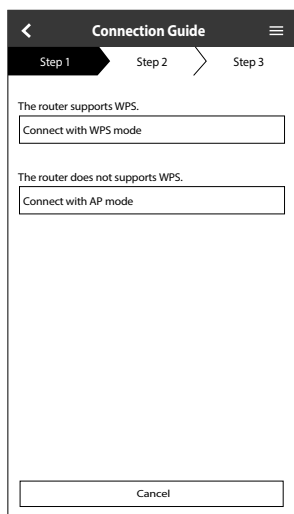 Connection Guide
Step 1
Step 2
Step 3
The router supports WPS.
Connect with WPS mode
The router does not supports WPS.
Connect with AP mode
Cancel